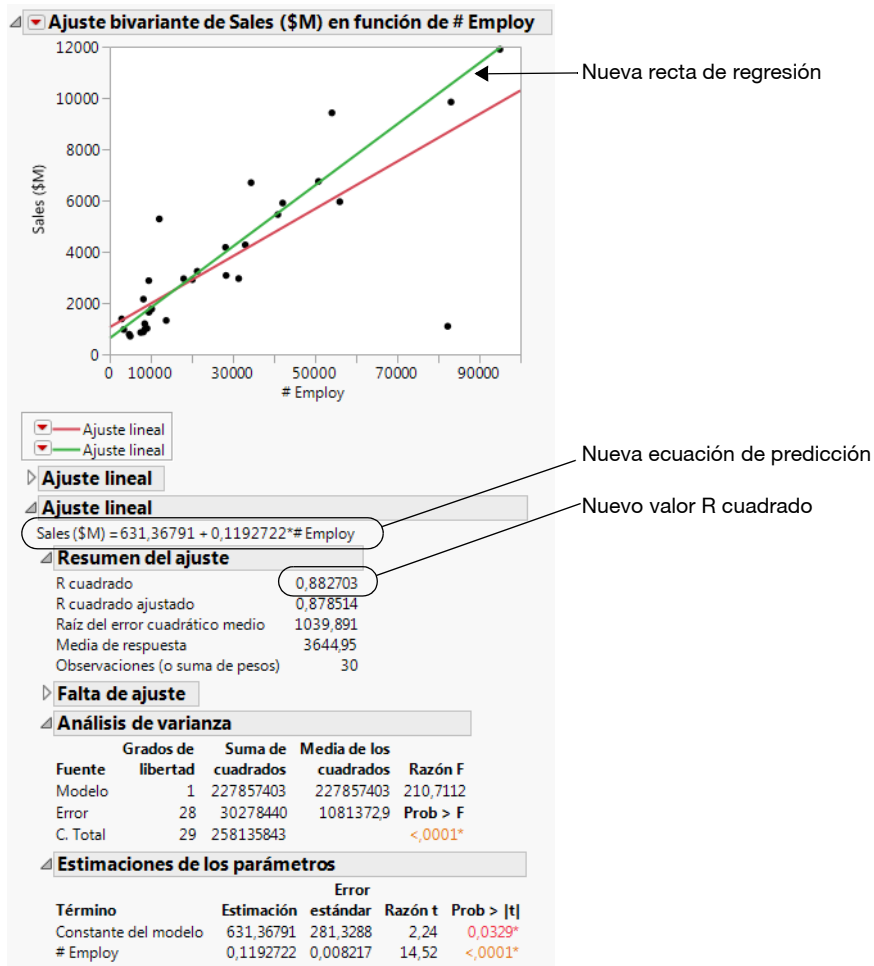 Ajuste bivariante de Sales ($M) en función de # Employ
12000
10000
8000
6000
4000
2000
0
Sales ($M)
0 10000 30000 50000 70000 90000
# Employ
Nueva recta de regresión
Ajuste lineal
Ajuste lineal
Ajuste lineal
Nueva ecuación de predicción
Ajuste lineal
Nuevo valor R cuadrado
Sales ($M) = 631,36791 + 0,1192722*# Employ
Resumen del ajuste
R cuadrado 0,882703
R cuadrado ajustado 0,878514
Raíz del error cuadrático medio 1039,891
Media de respuesta 3644,95
Observaciones (o suma de pesos) 30
Falta de ajuste
Análisis de varianza
Grados de Suma de Media de los
Fuente libertad cuadrados cuadrados Razón F
Modelo 1 227857403 227857403 210,7112
Error 28 30278440 1081372,9 Prob > F
C. Total 29 258135843 <,0001*
Estimaciones de los parámetros
Error
Término Estimación estándar Razón t Prob > |t|
Constante del modelo 631,36791 281,3288 2,24 0,0329*
# Employ 0,1192722 0,008217 14,52 <,0001*